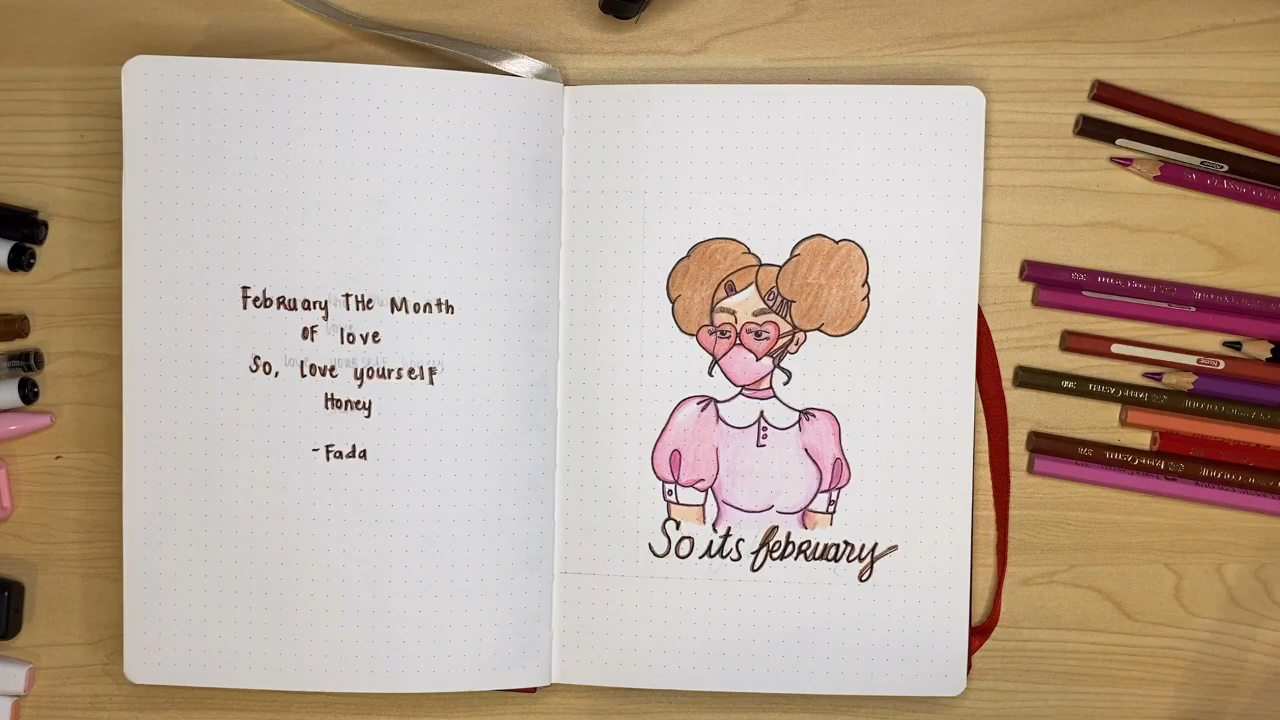 February THe Month
Of love
So, love yourself
Honey
- Fada
So its february